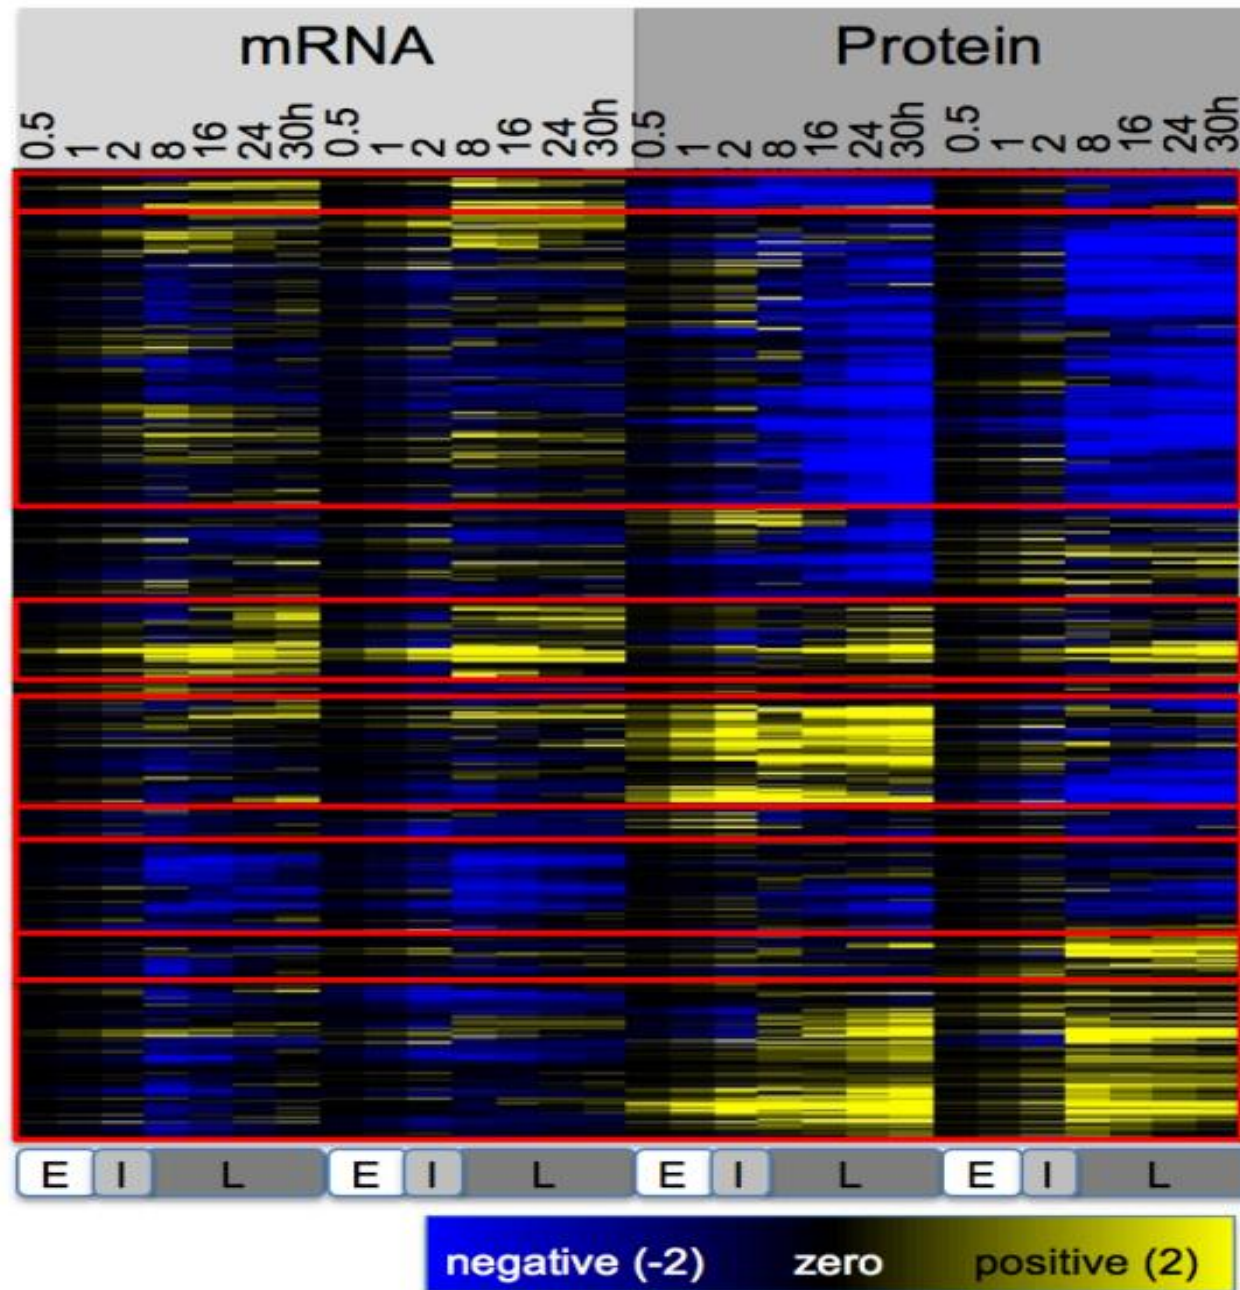 mRNA Protein
0.5 1 2 8 16 24 30h 0.5 1 2 8 16 24 30h 0.5 1 2 8 16 24 30h 0.5 1 2 8 16 24 30h
E I L E I L E I L E I L
negative (-2) zero positive (2)